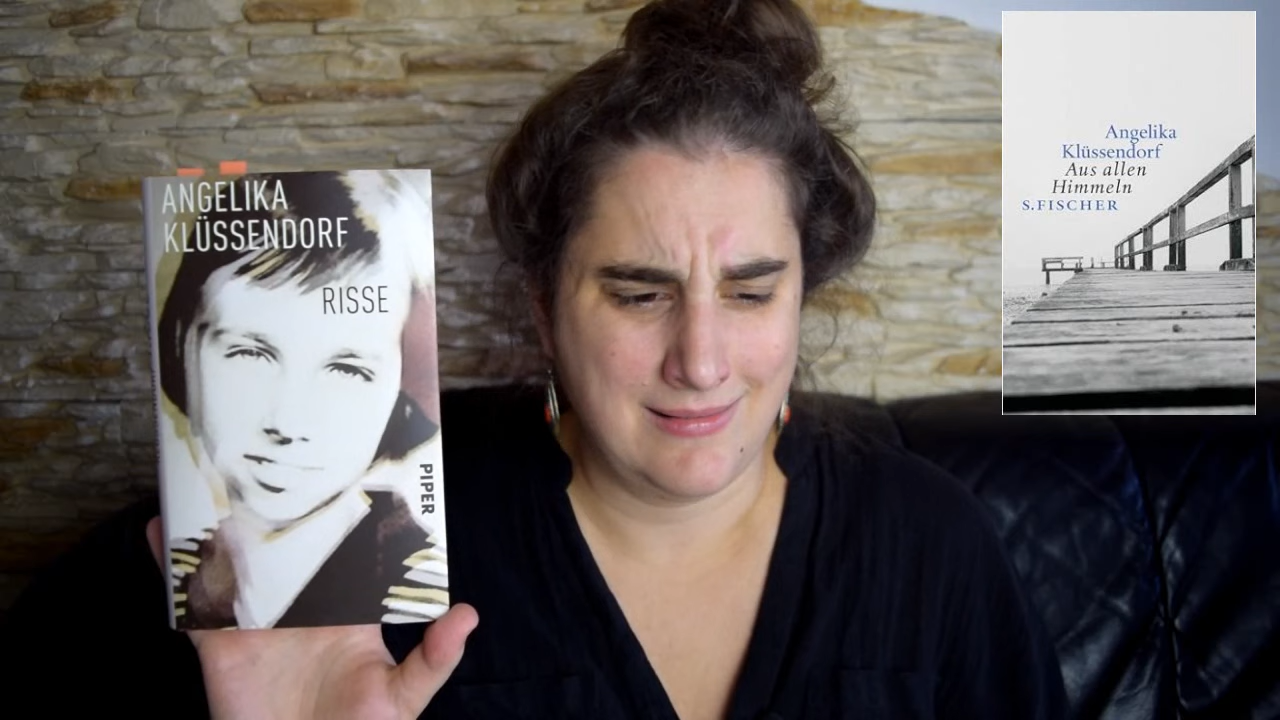 ANGELIKA
KLÜSSENDORF
RISSE
PIPER
Angelika
Klüssendorf
Aus allen
Himmeln
S. FISCHER